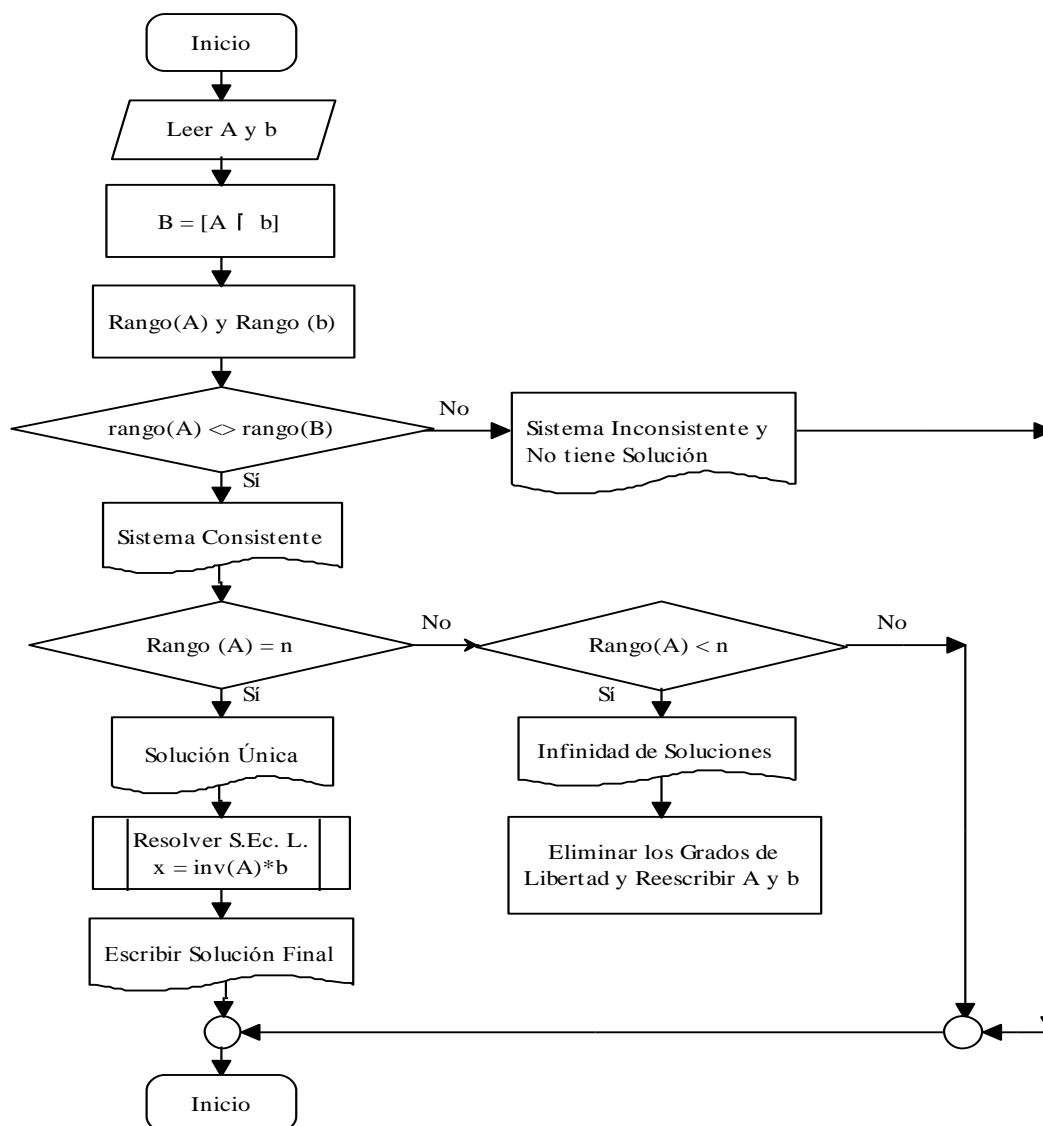 Inicio
Leer A y b
B = [A ⌈ b]
Rango(A) y Rango (b)
rango(A) <> rango(B)
No
Sistema Inconsistente y
No tiene Solución
Sí
Sistema Consistente
Rango (A) = n
No
Rango(A) < n
No
Sí
Sí
Solución Única
Infinidad de Soluciones
Resolver S.Ec. L.
x = inv(A)*b
Eliminar los Grados de
Libertad y Reescribir A y b
Escribir Solución Final
Inicio